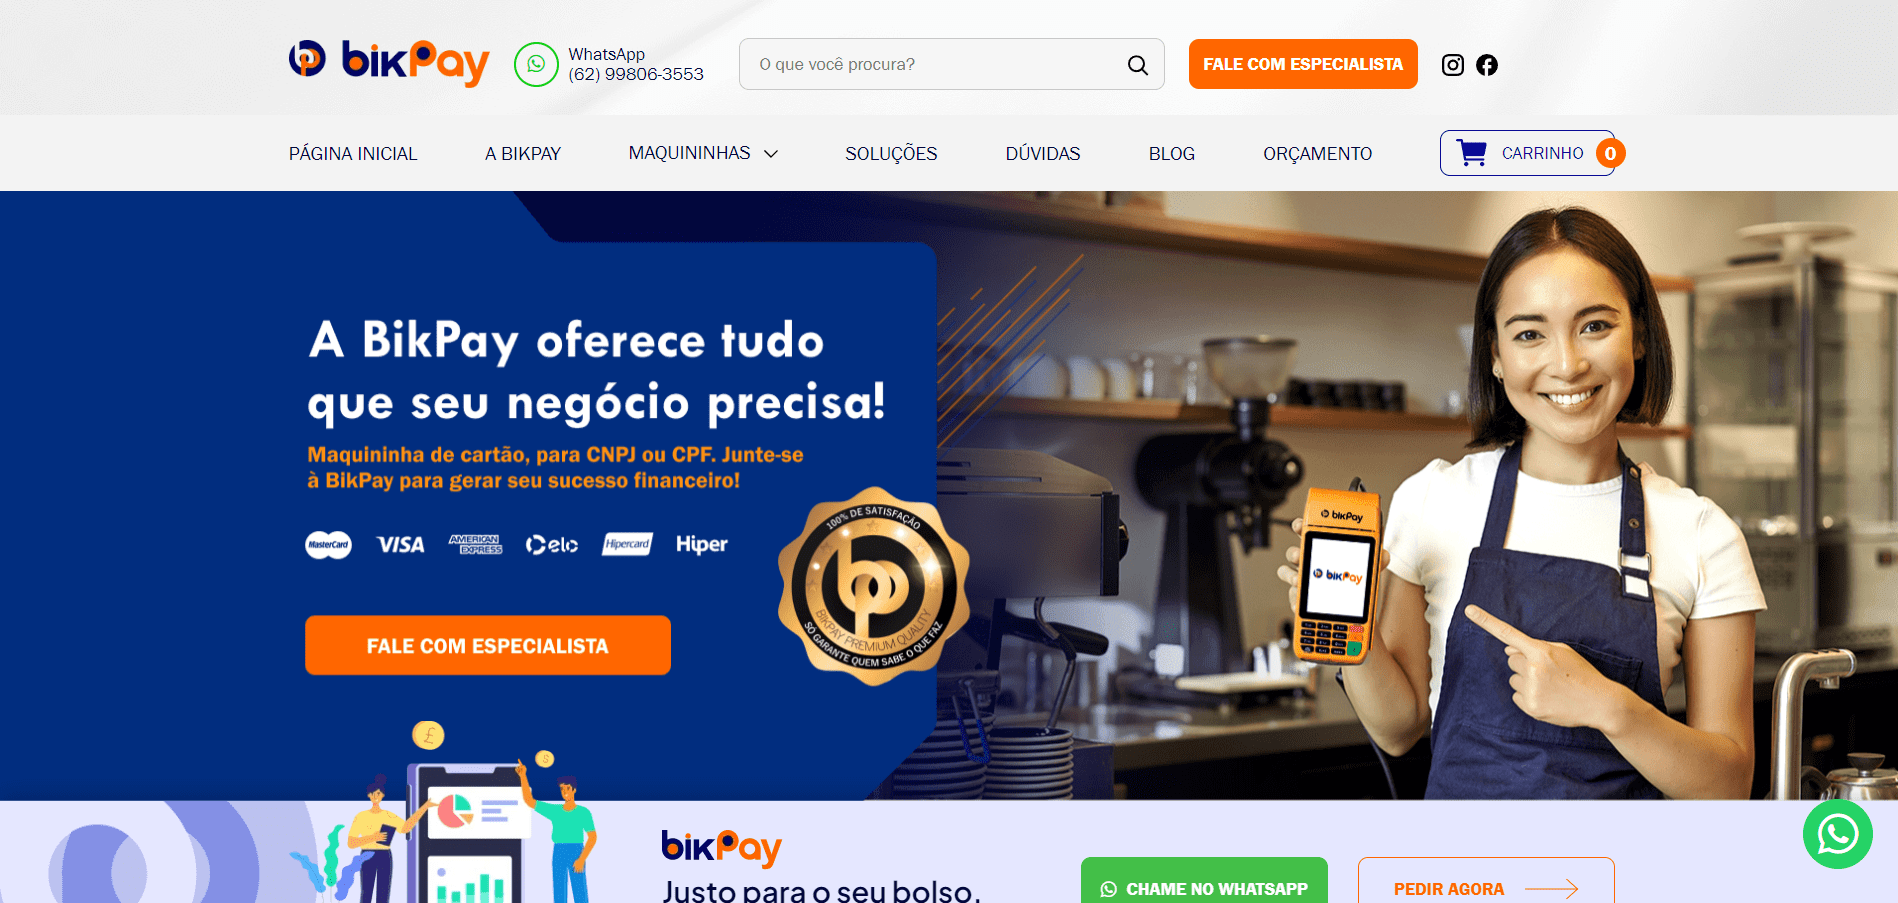 bikPay
WhatsApp
(62) 99806-3553
O que você procura?
FALE COM ESPECIALISTA
PÁGINA INICIAL
A BIKPAY
MAQUININHAS
SOLUÇÕES
DÚVIDAS
BLOG
ORÇAMENTO
CARRINHO
0
A BikPay oferece tudo
que seu negócio precisa!
Maquininha de cartão, para CNPJ ou CPF. Junte-se
à BikPay para gerar seu sucesso financeiro!
MasterCard
VISA
AMERICAN
EXPRESS
elo
Hipercard
Hiper
FALE COM ESPECIALISTA
100% DE SATISFAÇÃO
bp
BIKPAY PREMIUM QUALITY
SÓ GARANTE QUEM SABE O QUE FAZ
bikPay
bikPay
bikPay
Justo para o seu bolso.
CHAME NO WHATSAPP
PEDIR AGORA